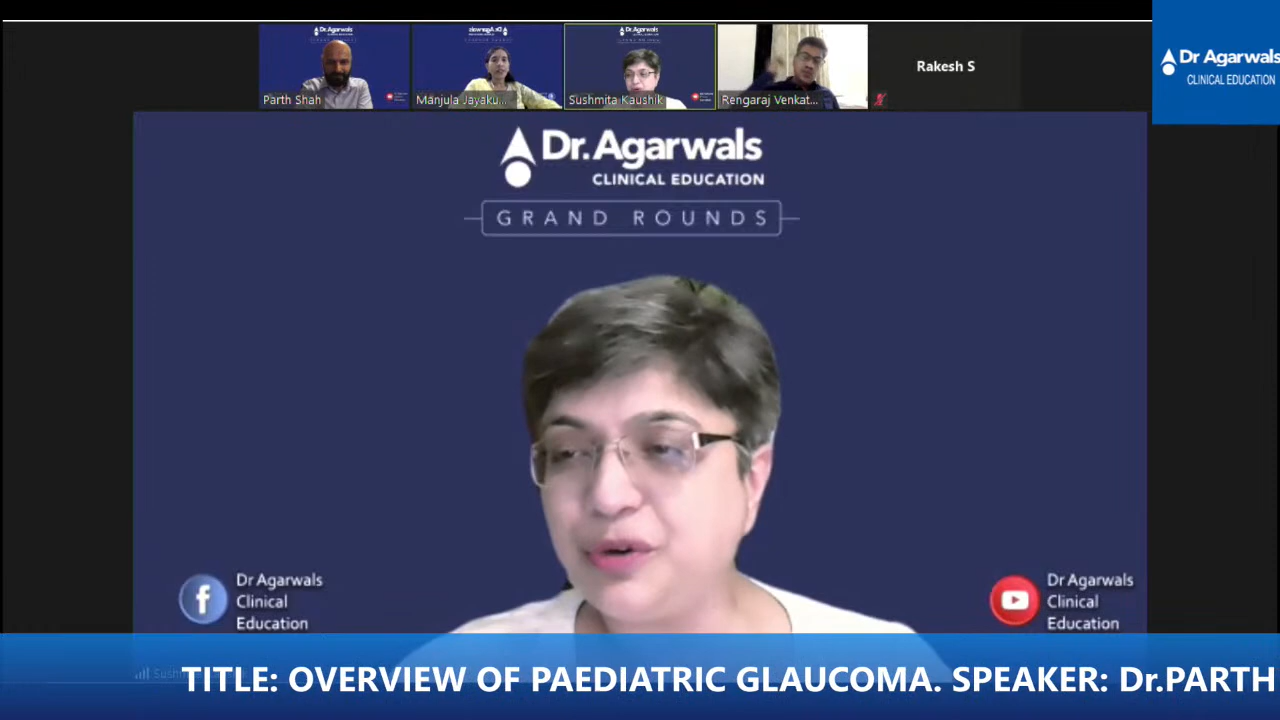 Parth Shah
Manjula Jayaku...
Sushmita Kaushik
Rengaraj Venkat...
Rakesh S
Dr Agarwals
CLINICAL EDUCATION
Dr.Agarwals
CLINICAL EDUCATION
GRAND ROUNDS
Dr Agarwals
Clinical
Education
Dr Agarwals
Clinical
Education
TITLE: OVERVIEW OF PAEDIATRIC GLAUCOMA. SPEAKER: Dr.PARTH